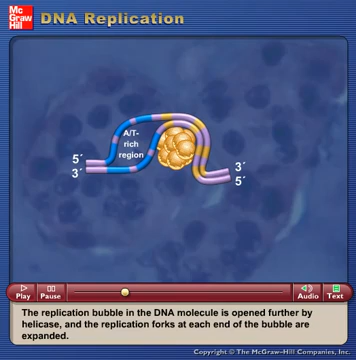 Mc
Graw
Hill
DNA Replication
A/T-
rich
region
5´
3´
3´
5´
Play
Pause
Audio
Text
The replication bubble in the DNA molecule is opened further by
helicase, and the replication forks at each end of the bubble are
expanded.
Copyright © The McGraw-Hill Companies, Inc.